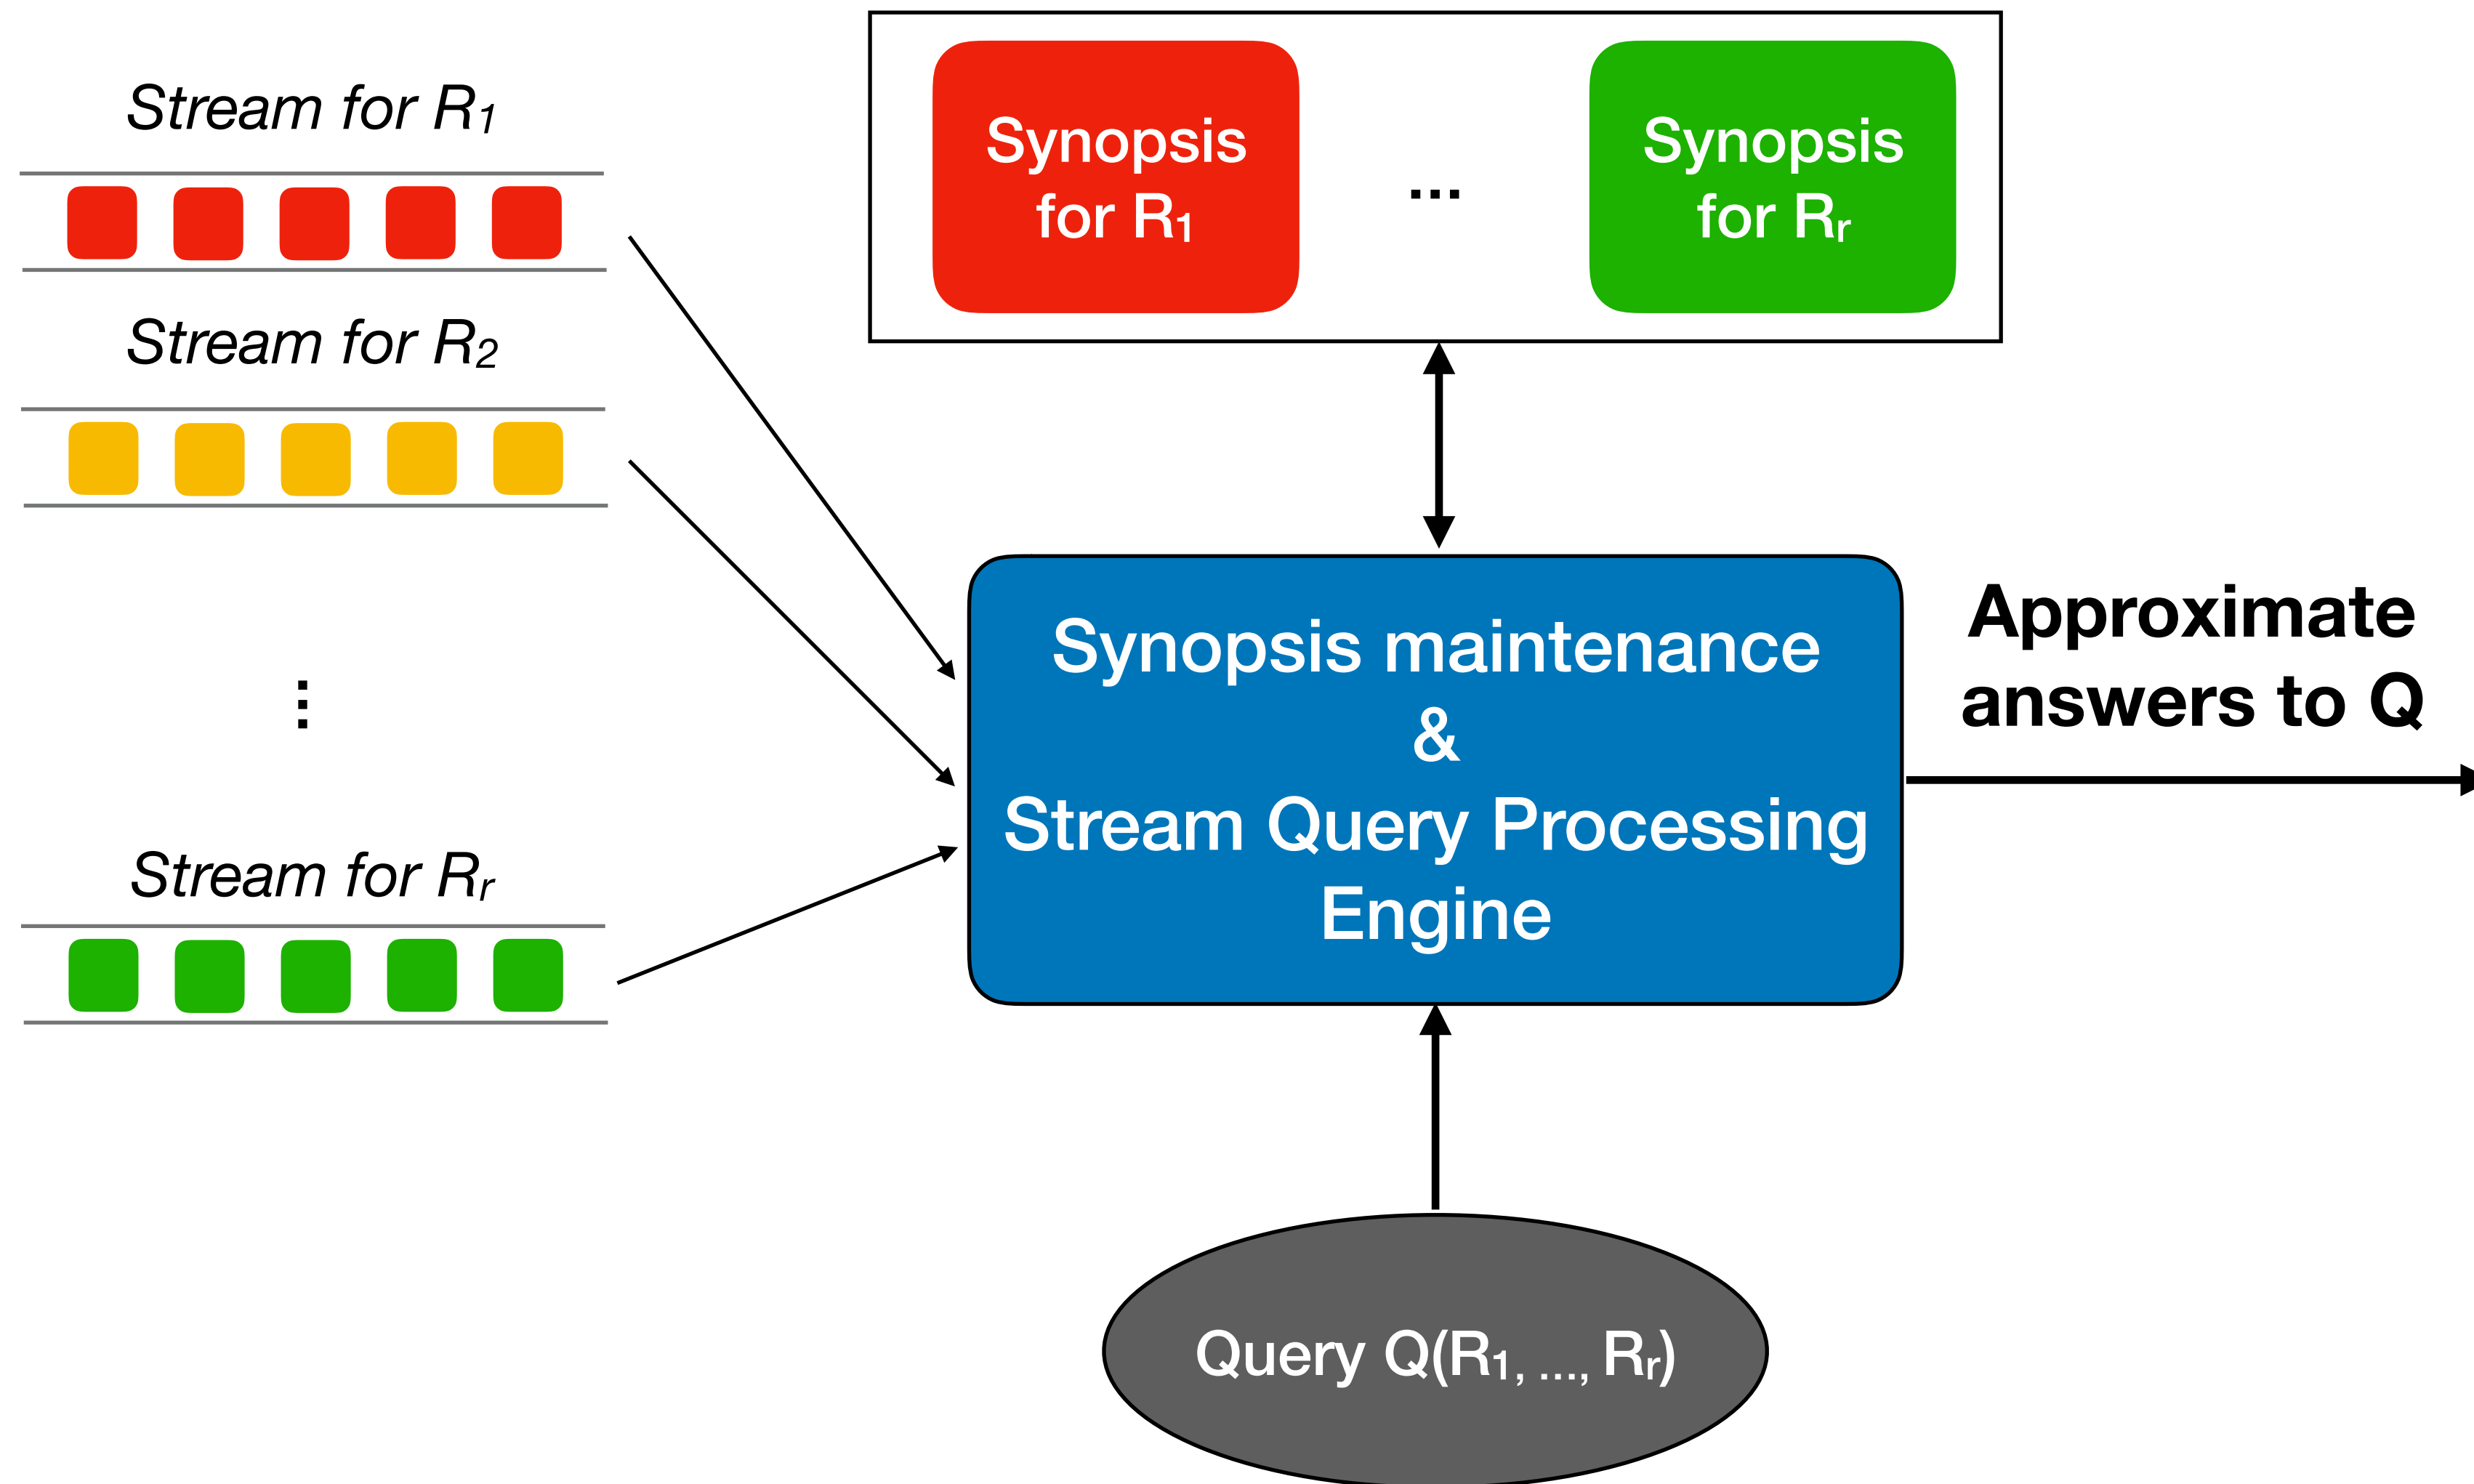 Stream for R₁
Stream for R₂
⋮
Stream for Rᵣ
Synopsis
for R₁
...
Synopsis
for Rᵣ
Synopsis maintenance
&
Stream Query Processing
Engine
Approximate
answers to Q
Query Q(R₁, ..., Rᵣ)